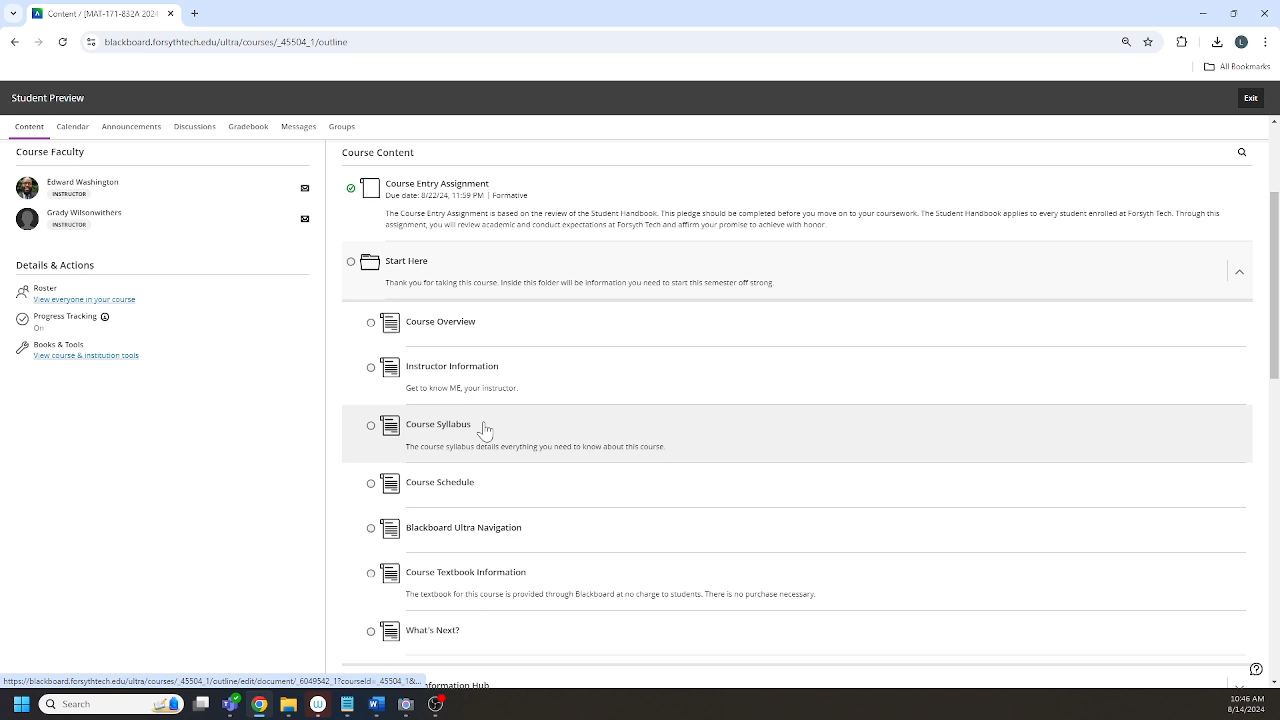 Content / [MAT-171-832A 2024
blackboard.forsythtech.edu/ultra/courses/_45504_1/outline
L
All Bookmarks
Student Preview
Exit
Content Calendar Announcements Discussions Gradebook Messages Groups
Course Faculty
Edward Washington
INSTRUCTOR
Grady Wilsonwithers
INSTRUCTOR
Details & Actions
Roster
View everyone in your course
Progress Tracking
On
Books & Tools
View course & institution tools
Course Content
Course Entry Assignment
Due date: 8/22/24, 11:59 PM | Formative
The Course Entry Assignment is based on the review of the Student Handbook. This pledge should be completed before you move on to your coursework. The Student Handbook applies to every student enrolled at Forsyth Tech. Through this
assignment, you will review academic and conduct expectations at Forsyth Tech and affirm your promise to achieve with honor.
Start Here
Thank you for taking this course. Inside this folder will be information you need to start this semester off strong.
Course Overview
Instructor Information
Get to know ME, your instructor.
Course Syllabus
The course syllabus details everything you need to know about this course.
Course Schedule
Blackboard Ultra Navigation
Course Textbook Information
The textbook for this course is provided through Blackboard at no charge to students. There is no purchase necessary.
What's Next?
nformation Hub
https://blackboard.forsythtech.edu/ultra/courses/_45504_1/outline/edit/document/_6049542_1?courseId=_45504_1&...
Search
10:46 AM
8/14/2024